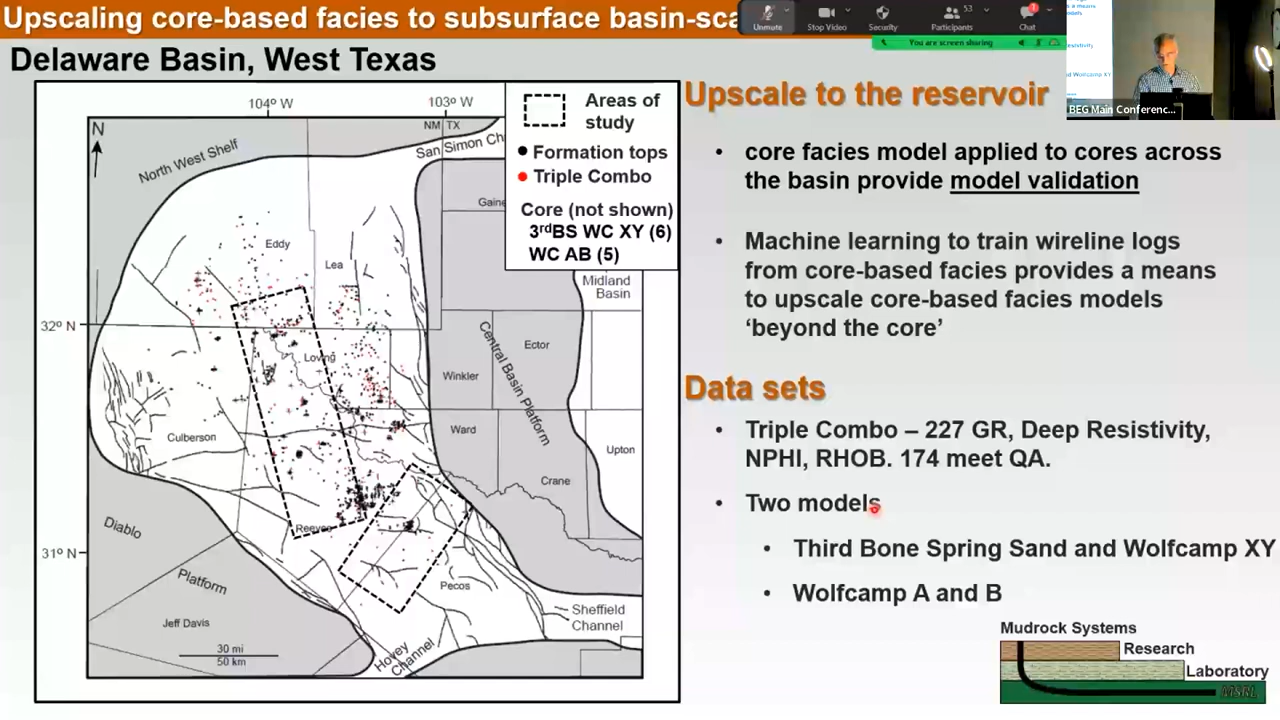 Upscaling core-based facies to subsurface basin-sca
Unmute
Stop Video
Security
53
Participants
1
Chat
You are screen sharing
BEG Main Conferenc...
Delaware Basin, West Texas
104º W
103º W
N
NM TX
North West Shelf
San Simon Ch
Areas of
study
Formation tops
Triple Combo
Core (not shown)
3rdBS WC XY (6)
WC AB (5)
Gaine
Eddy
Lea
Midland
Basin
32º N
Loving
Central Basin Platform
Ector
Winkler
Culberson
Ward
Upton
Crane
Reeves
31º N
Diablo
Platform
Pecos
Jeff Davis
30 mi
50 km
Hovey
Channel
Sheffield
Channel
Upscale to the reservoir
• core facies model applied to cores across
the basin provide model validation
• Machine learning to train wireline logs
from core-based facies provides a means
to upscale core-based facies models
‘beyond the core’
Data sets
• Triple Combo – 227 GR, Deep Resistivity,
NPHI, RHOB. 174 meet QA.
• Two models
• Third Bone Spring Sand and Wolfcamp XY
• Wolfcamp A and B
Mudrock Systems
Research
Laboratory
MSRL